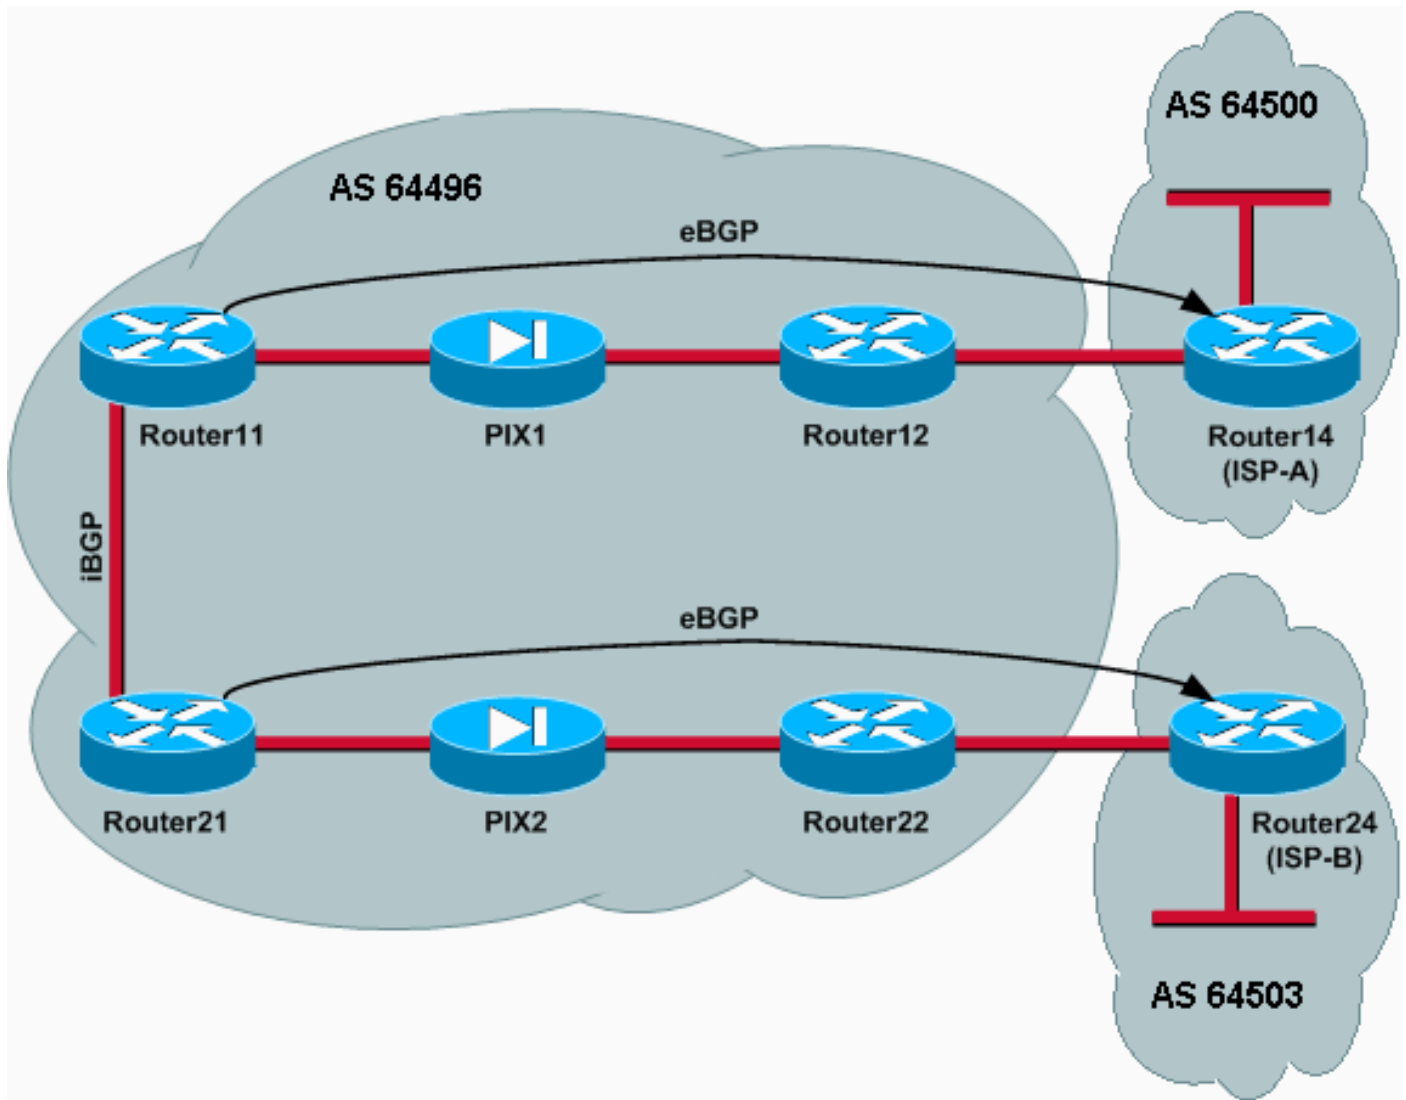 AS 64500
AS 64496
eBGP
Router11
PIX1
Router12
Router14
(ISP-A)
iBGP
eBGP
Router21
PIX2
Router22
Router24
(ISP-B)
AS 64503